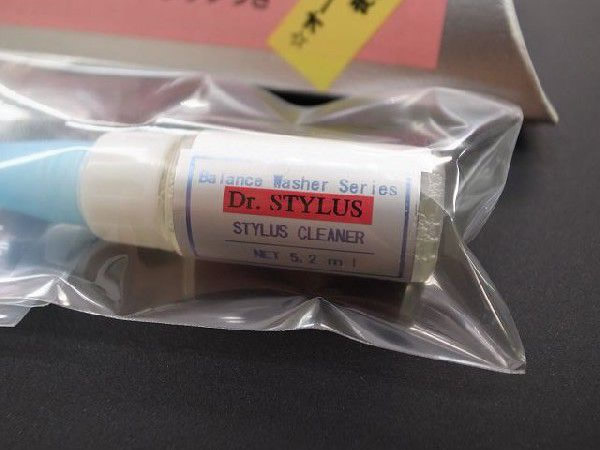 Balance Washer Series
Dr. STYLUS
STYLUS CLEANER
NET 5.2 ml